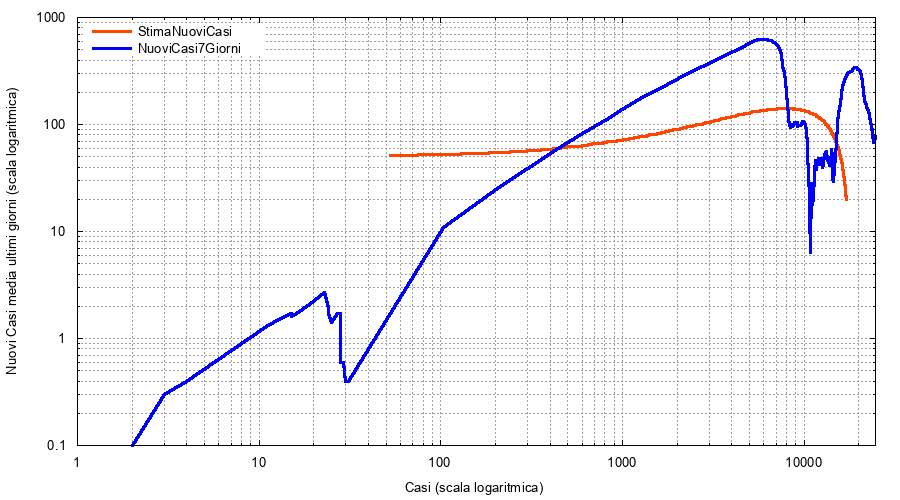 StimaNuoviCasi
NuoviCasi7Giorni
Nuovi Casi media ultimi giorni (scala logaritmica)
1000
100
10
1
0.1
1 10 100 1000 10000
Casi (scala logaritmica)